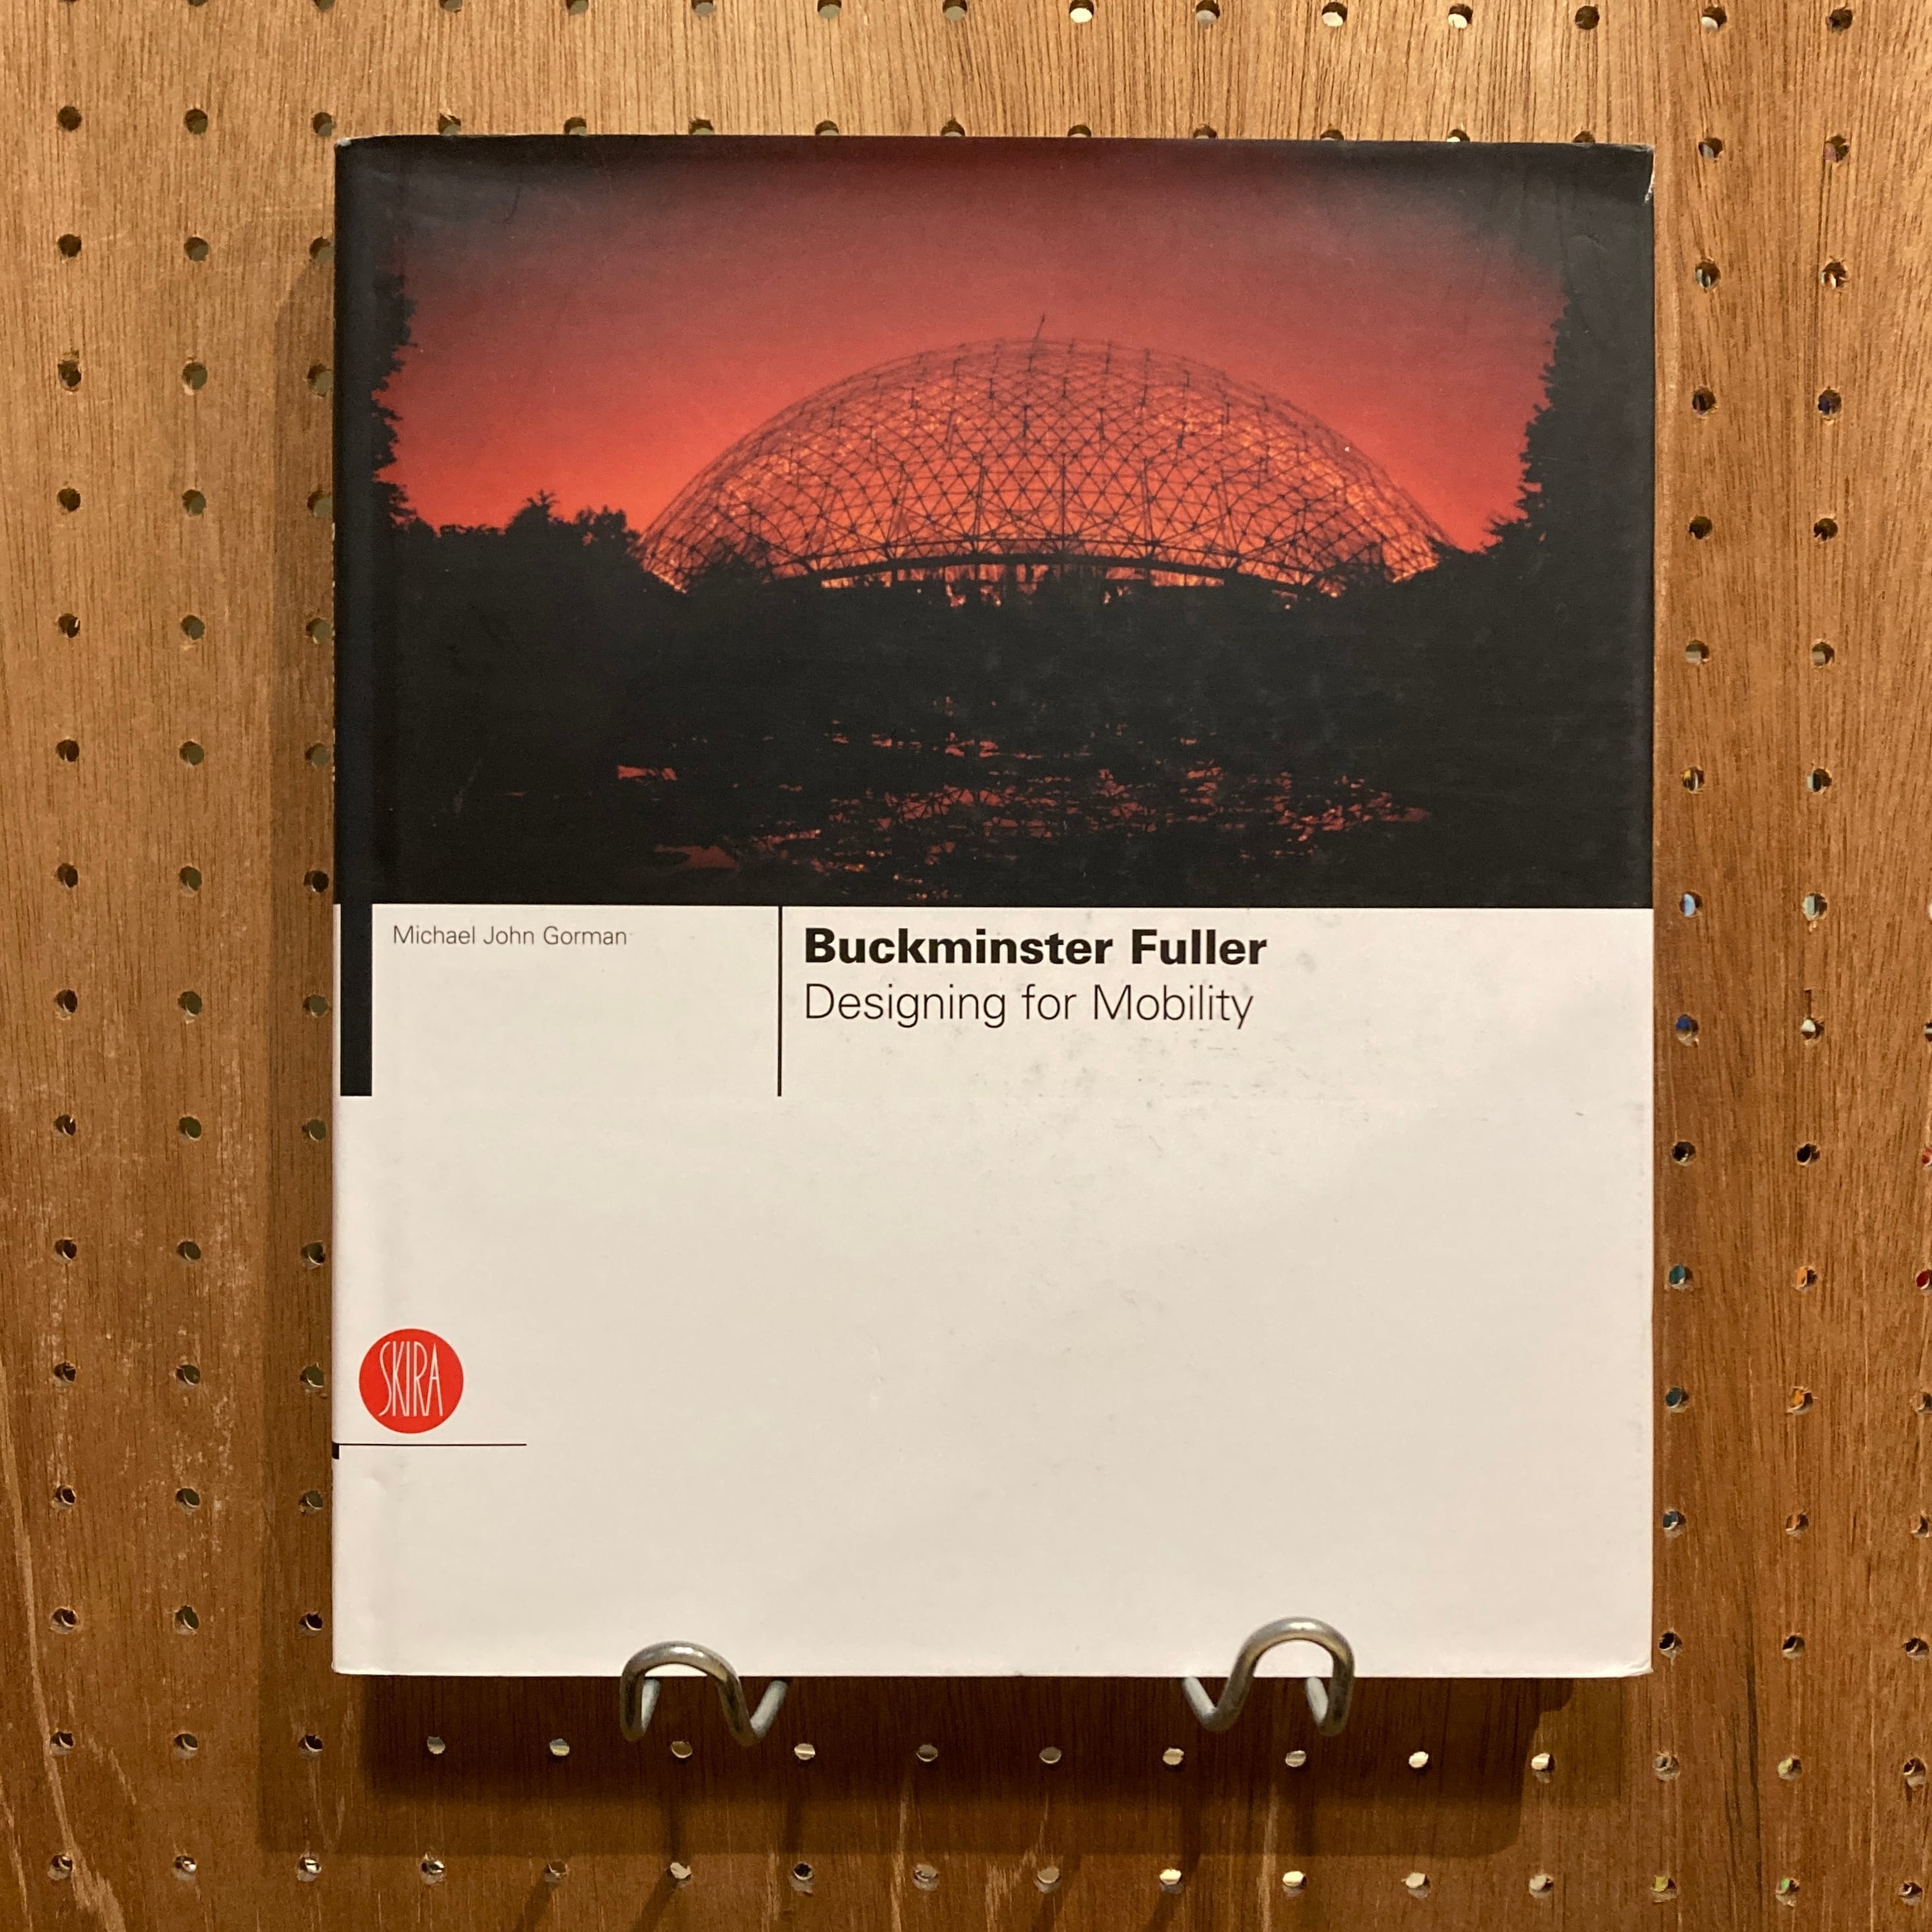 Michael John Gorman
Buckminster Fuller
Designing for Mobility
SKIRA